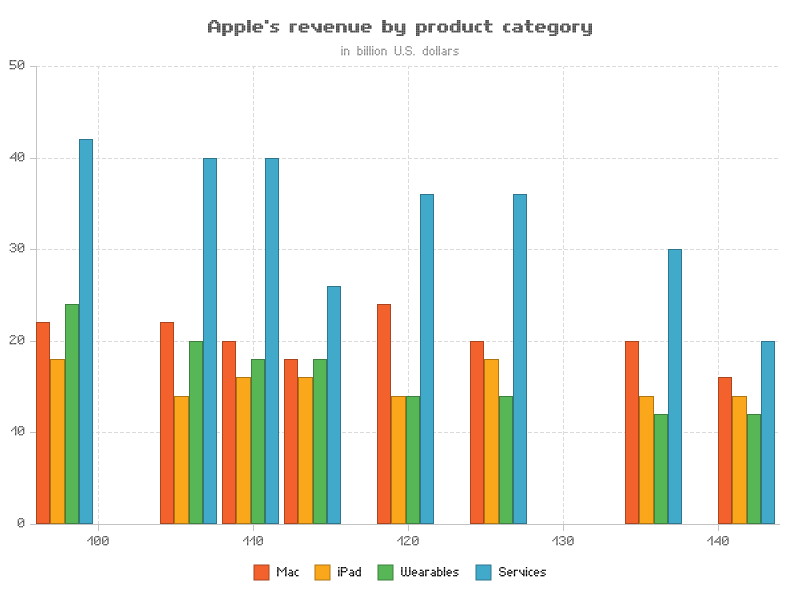 Apple's revenue by product category
in billion U.S. dollars
50
40
30
20
10
0
100 110 120 130 140
Mac iPad Wearables Services